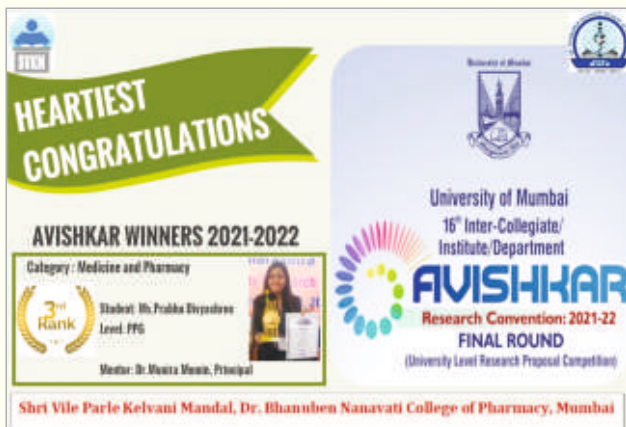 HEARTIEST
CONGRATULATIONS
AVISHKAR WINNERS 2021-2022
Category : Medicine and Pharmacy
3rd
Rank
Student: Ms.Prabhu Divyashree
Level: PPG
Mentor: Dr.Munira Momin, Principal
University of Mumbai
University of Mumbai
16th Inter-Collegiate/
Institute/Department
AVISHKAR
Research Convention: 2021-22
FINAL ROUND
(University Level Research Proposal Competition)
Shri Vile Parle Kelvani Mandal, Dr. Bhanuben Nanavati College of Pharmacy, Mumbai